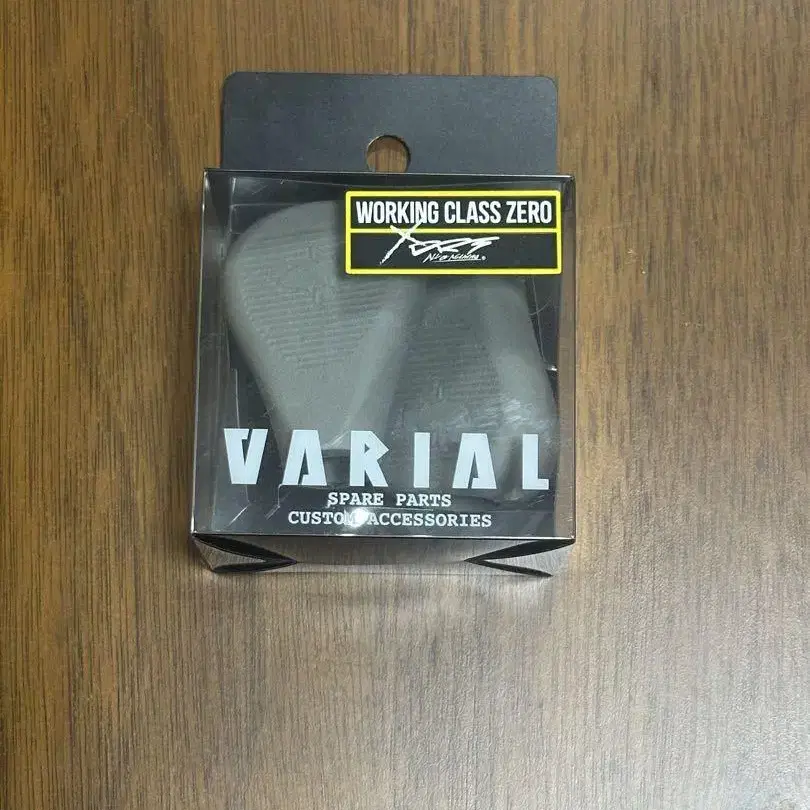 WORKING CLASS ZERO
VARIAL
SPARE PARTS
CUSTOM ACCESSORIES